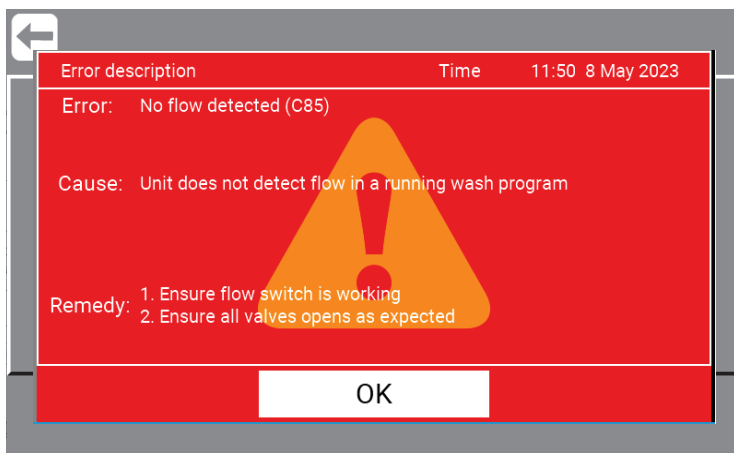 Error description Time 11:50 8 May 2023
Error: No flow detected (C85)
Cause: Unit does not detect flow in a running wash program
Remedy: 1. Ensure flow switch is working
2. Ensure all valves opens as expected
OK